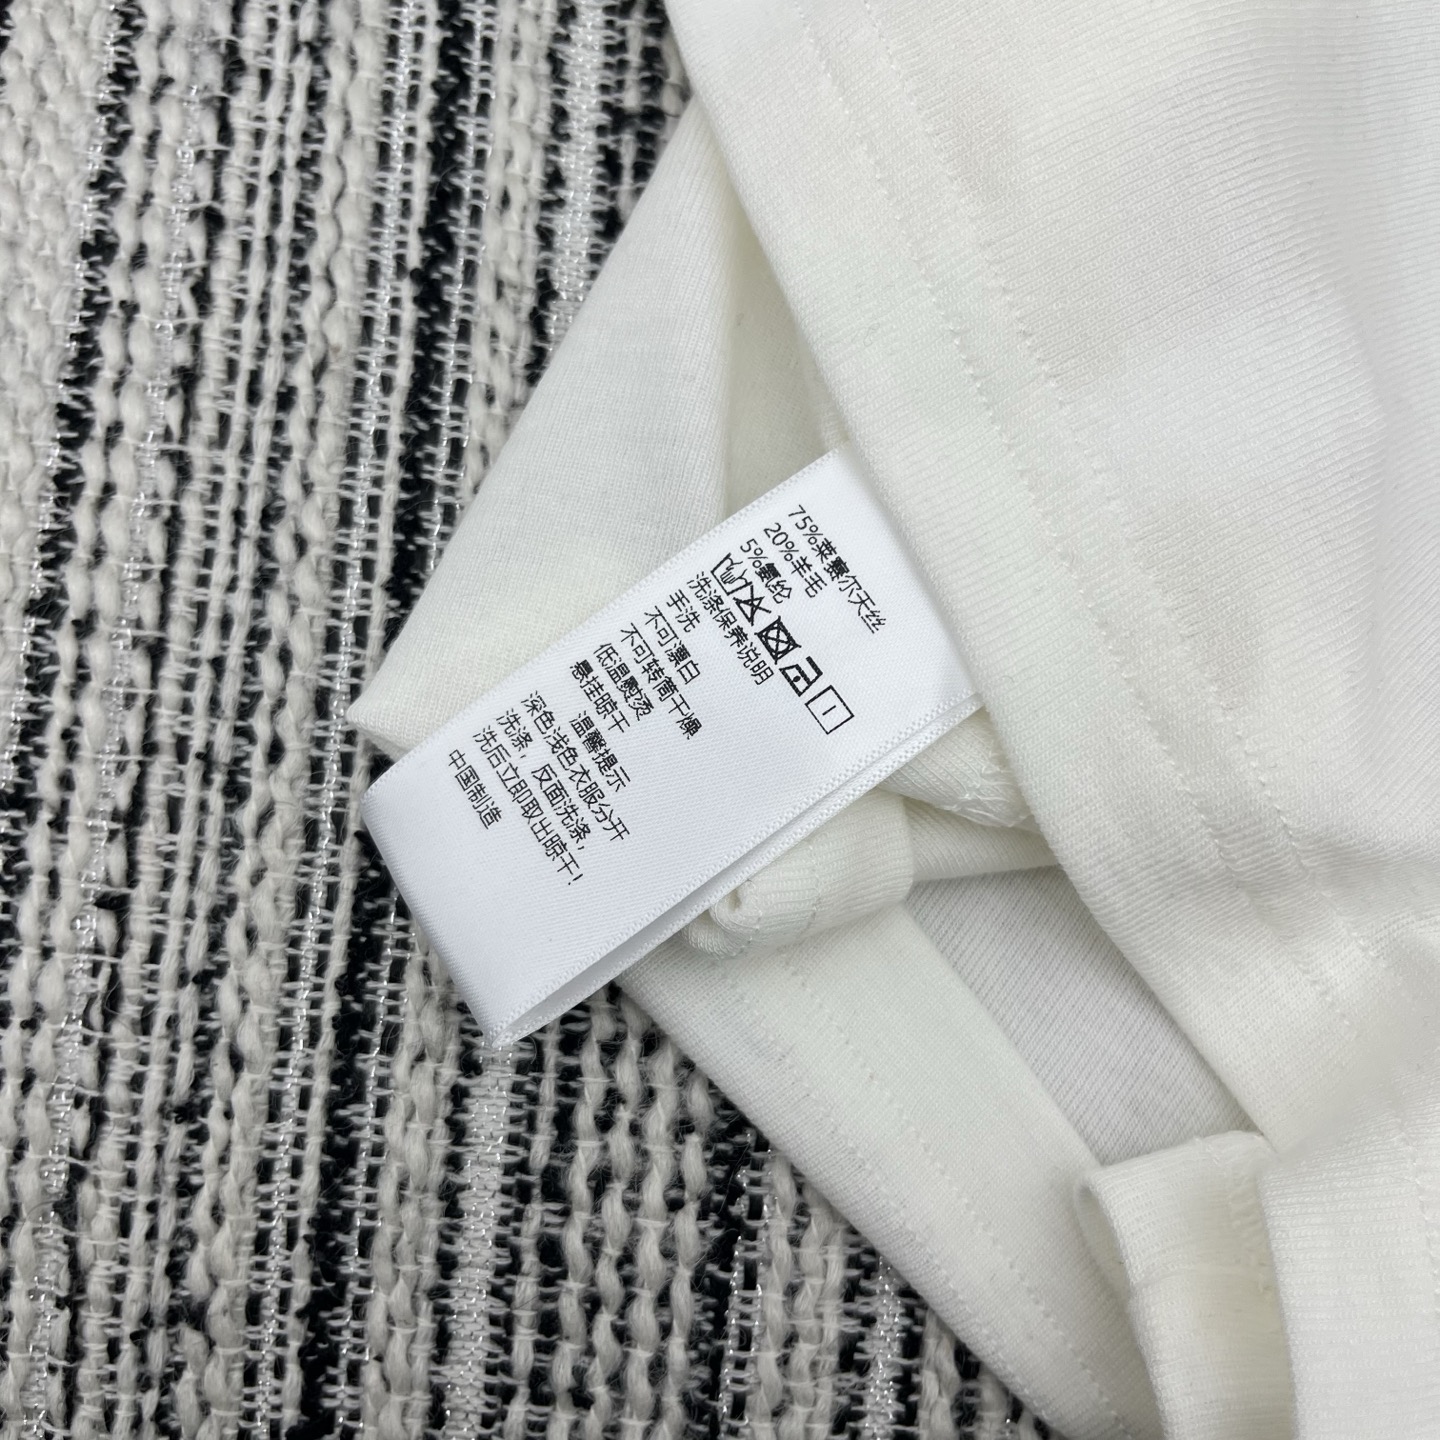 75%莱赛尔天丝
20%羊毛
5%氨纶
洗涤保养说明
手洗
不可漂白
不可转筒干燥
低温熨烫
悬挂晾干
温馨提示
深色浅色衣服分开
洗涤，反面洗涤，
洗后立即取出晾干!
中国制造